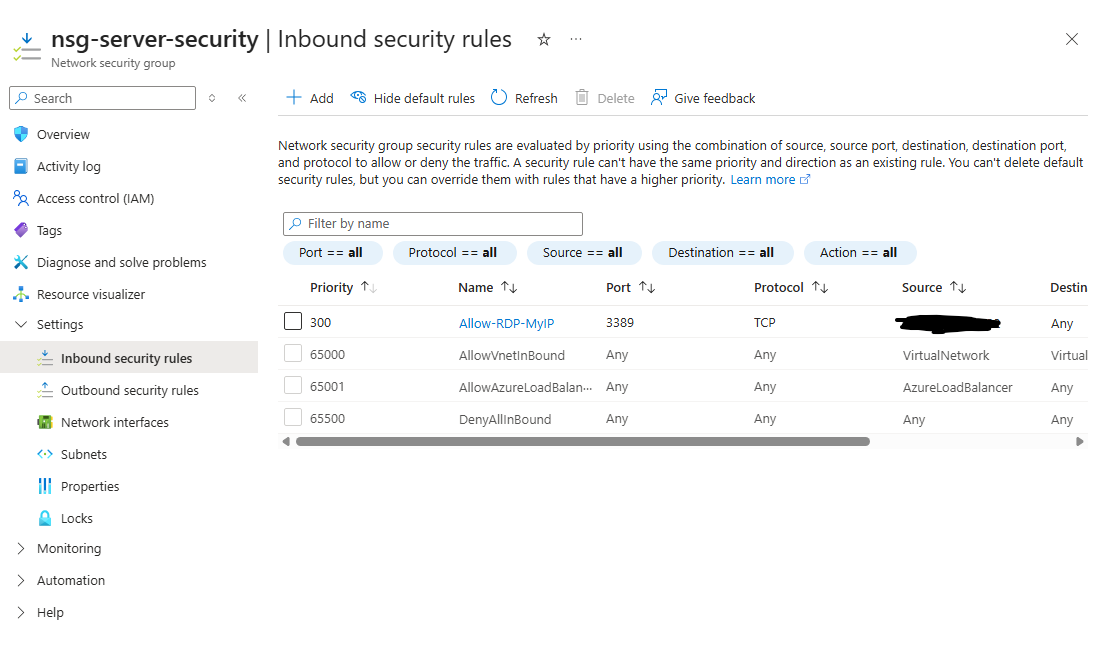 nsg-server-security | Inbound security rules ☆ ...
Network security group
Search
Overview
Activity log
Access control (IAM)
Tags
Diagnose and solve problems
Resource visualizer
Settings
Inbound security rules
Outbound security rules
Network interfaces
Subnets
Properties
Locks
Monitoring
Automation
Help
Add Hide default rules Refresh Delete Give feedback
Network security group security rules are evaluated by priority using the combination of source, source port, destination, destination port,
and protocol to allow or deny the traffic. A security rule can't have the same priority and direction as an existing rule. You can't delete default
security rules, but you can override them with rules that have a higher priority. Learn more
Filter by name
Port == all Protocol == all Source == all Destination == all Action == all
Priority ↑↓ Name ↑↓ Port ↑↓ Protocol ↑↓ Source ↑↓ Destin
300 Allow-RDP-MyIP 3389 TCP Any
65000 AllowVnetInBound Any Any VirtualNetwork Virtual
65001 AllowAzureLoadBalan... Any Any AzureLoadBalancer Any
65500 DenyAllInBound Any Any Any Any